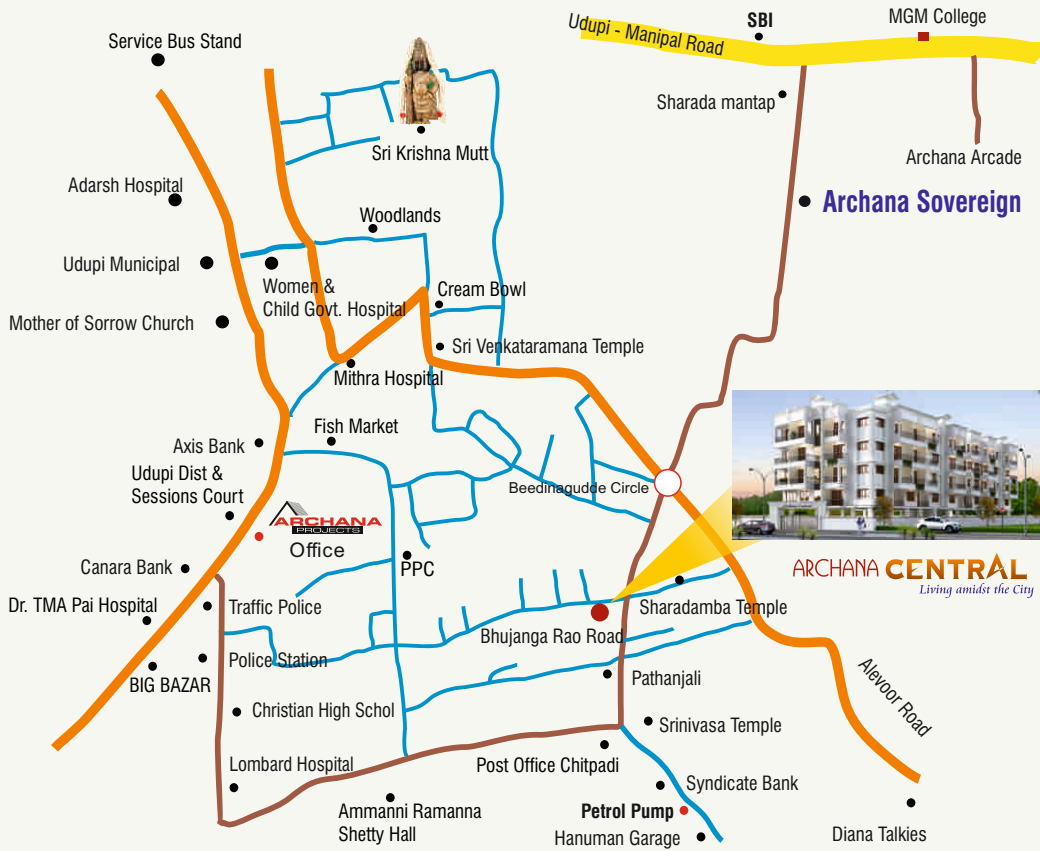 Service Bus Stand
Udupi - Manipal Road
SBI
MGM College
Sharada mantap
Sri Krishna Mutt
Archana Arcade
Adarsh Hospital
Woodlands
Archana Sovereign
Udupi Municipal
Women &
Child Govt. Hospital
Cream Bowl
Mother of Sorrow Church
Sri Venkataramana Temple
Mithra Hospital
Fish Market
Axis Bank
Udupi Dist &
Sessions Court
Beedinagudde Circle
ARCHANA
PROJECTS
Office
PPC
Canara Bank
ARCHANA CENTRAL
Living amidst the City
Dr. TMA Pai Hospital
Traffic Police
Sharadamba Temple
Bhujanga Rao Road
Police Station
BIG BAZAR
Pathanjali
Alevoor Road
Christian High Schol
Srinivasa Temple
Lombard Hospital
Post Office Chitpadi
Syndicate Bank
Ammanni Ramanna
Shetty Hall
Petrol Pump
Hanuman Garage
Diana Talkies